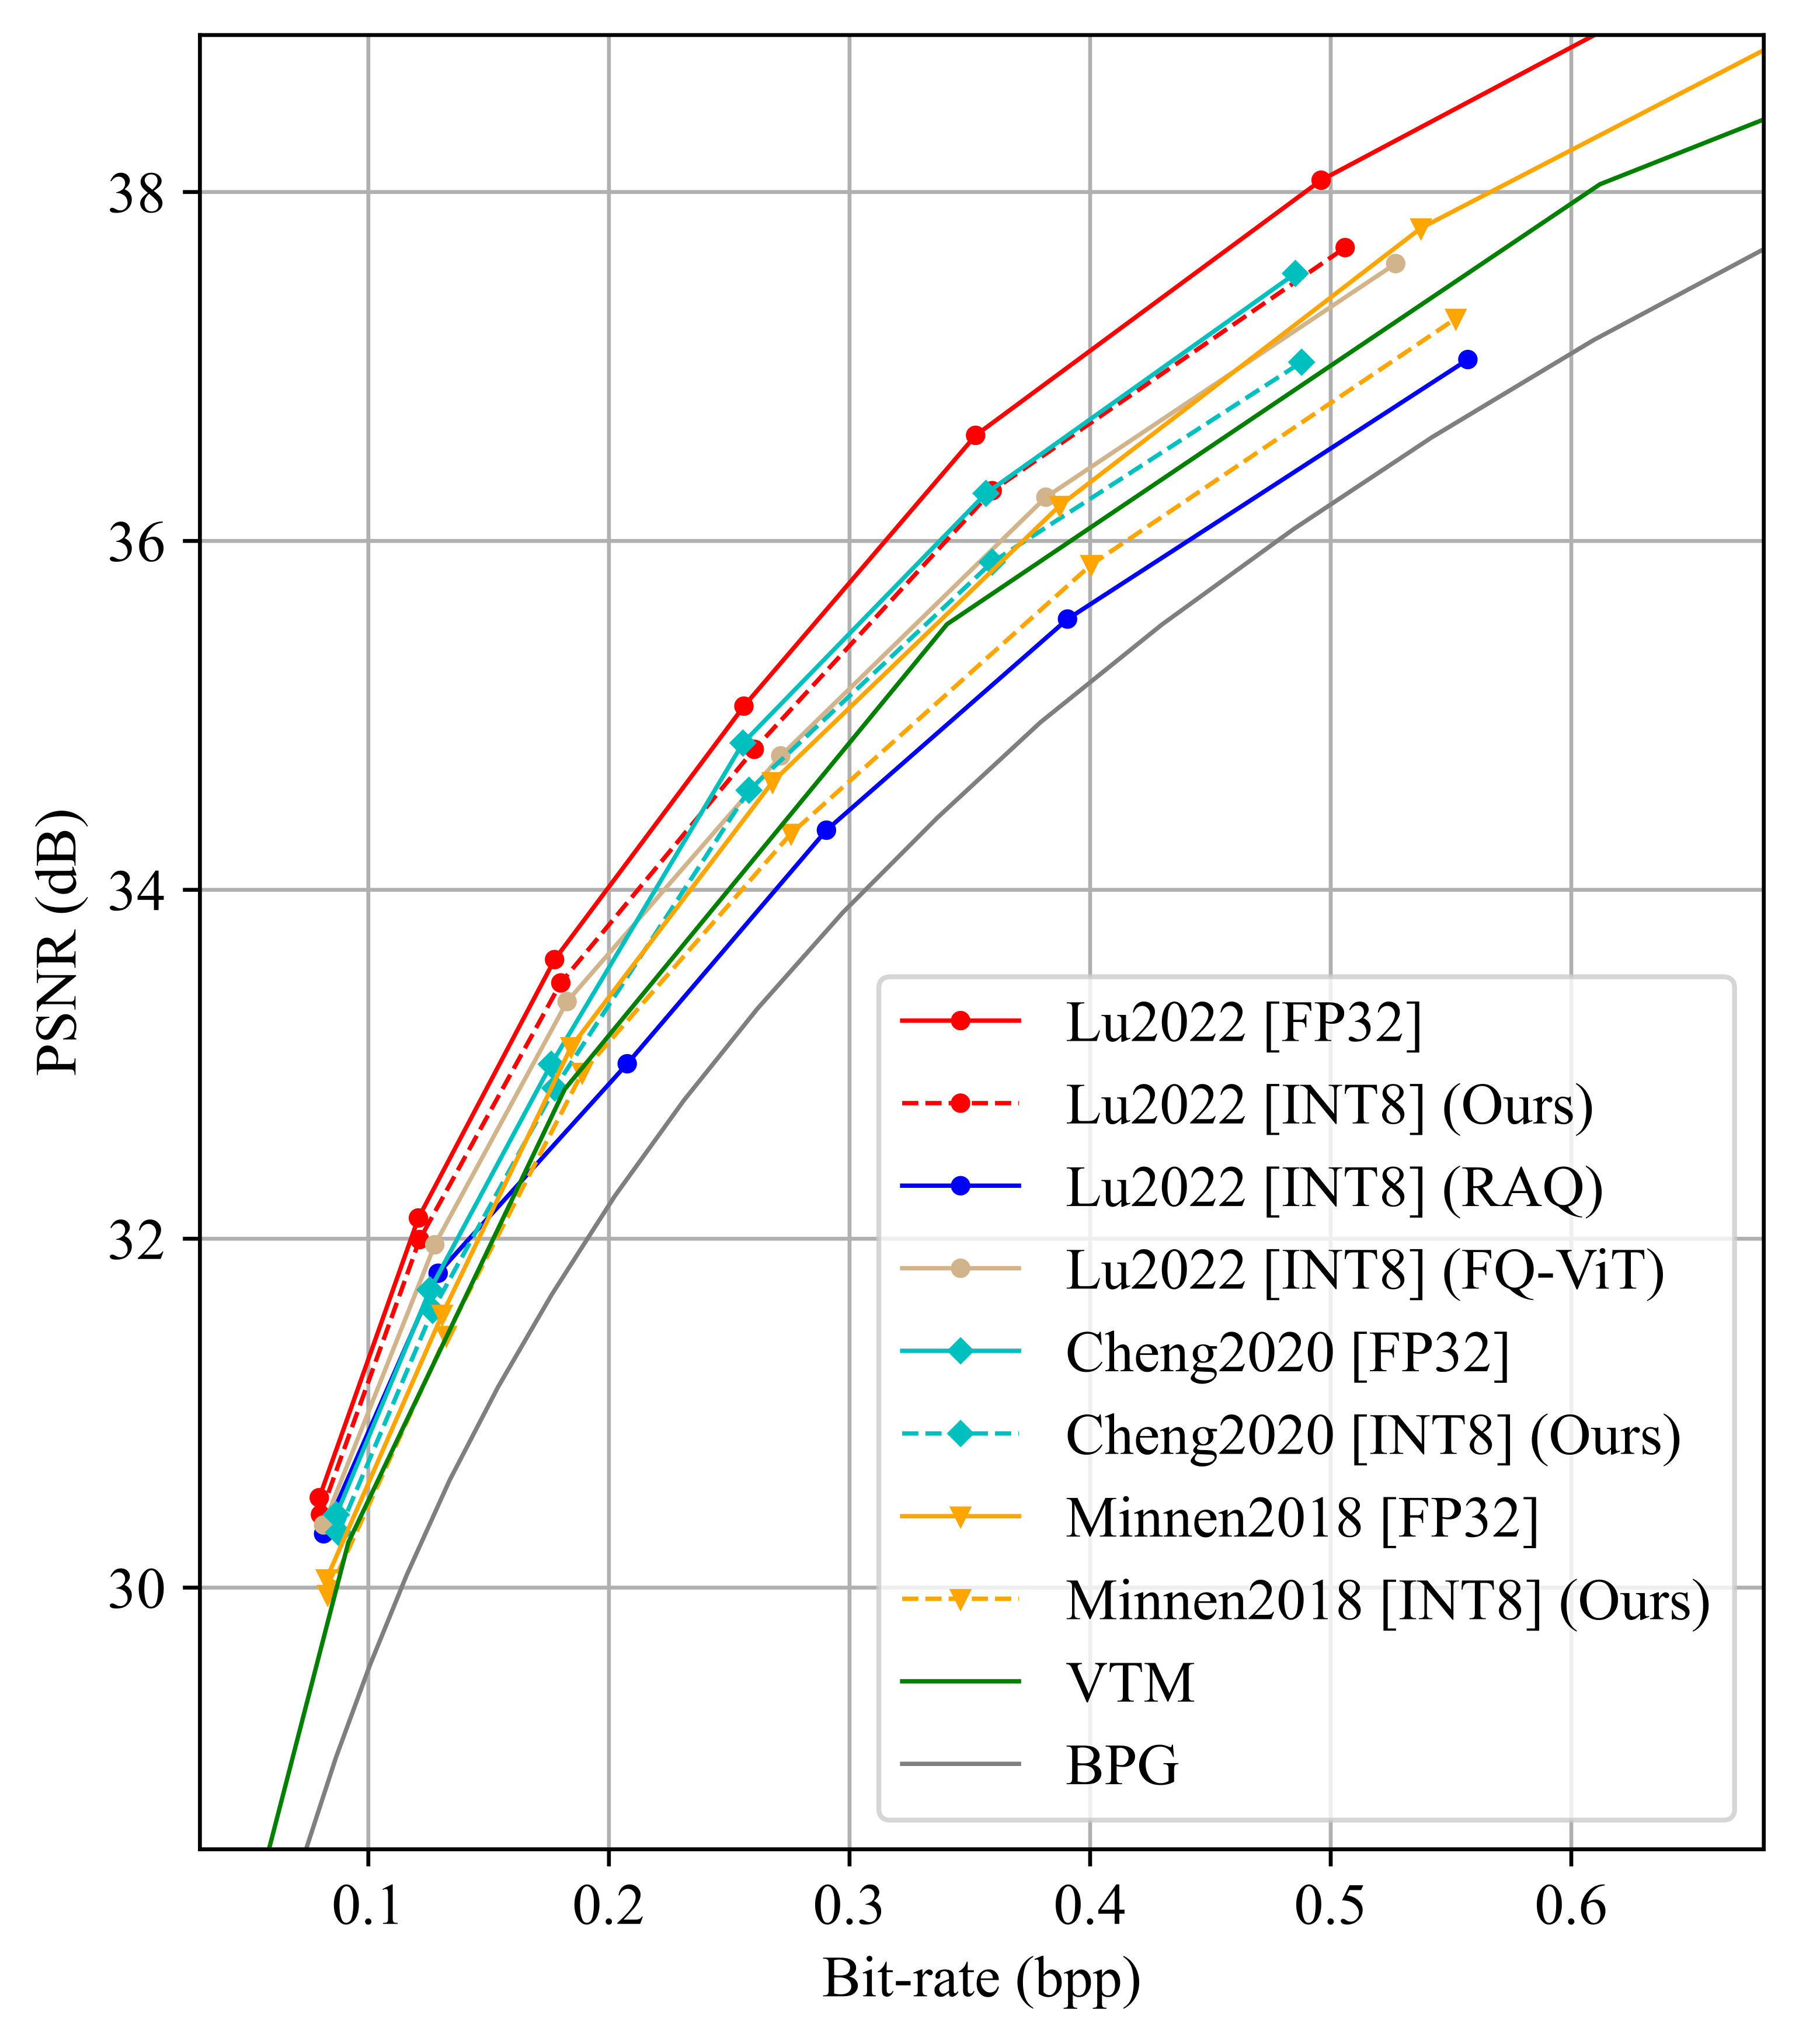 38
36
34
32
30
PSNR (dB)
Lu2022 [FP32]
Lu2022 [INT8] (Ours)
Lu2022 [INT8] (RAQ)
Lu2022 [INT8] (FQ-ViT)
Cheng2020 [FP32]
Cheng2020 [INT8] (Ours)
Minnen2018 [FP32]
Minnen2018 [INT8] (Ours)
VTM
BPG
0.1 0.2 0.3 0.4 0.5 0.6
Bit-rate (bpp)